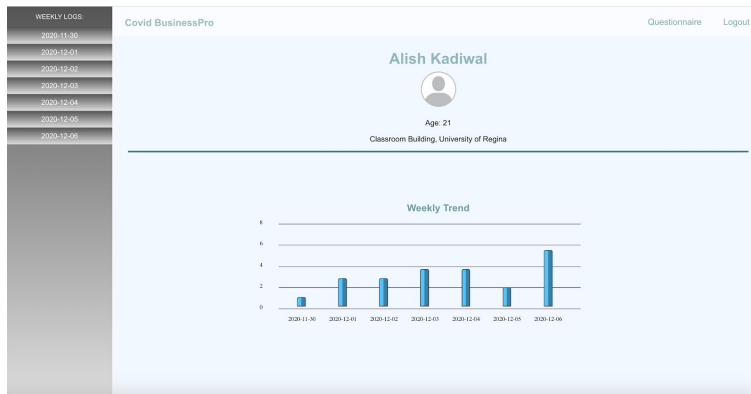 WEEKLY LOGS:
2020-11-30
2020-12-01
2020-12-02
2020-12-03
2020-12-04
2020-12-05
2020-12-06
Covid BusinessPro
Questionnaire
Logout
Alish Kadiwal
Age: 21
Classroom Building, University of Regina
Weekly Trend
8
6
4
2
0
2020-11-30 2020-12-01 2020-12-02 2020-12-03 2020-12-04 2020-12-05 2020-12-06